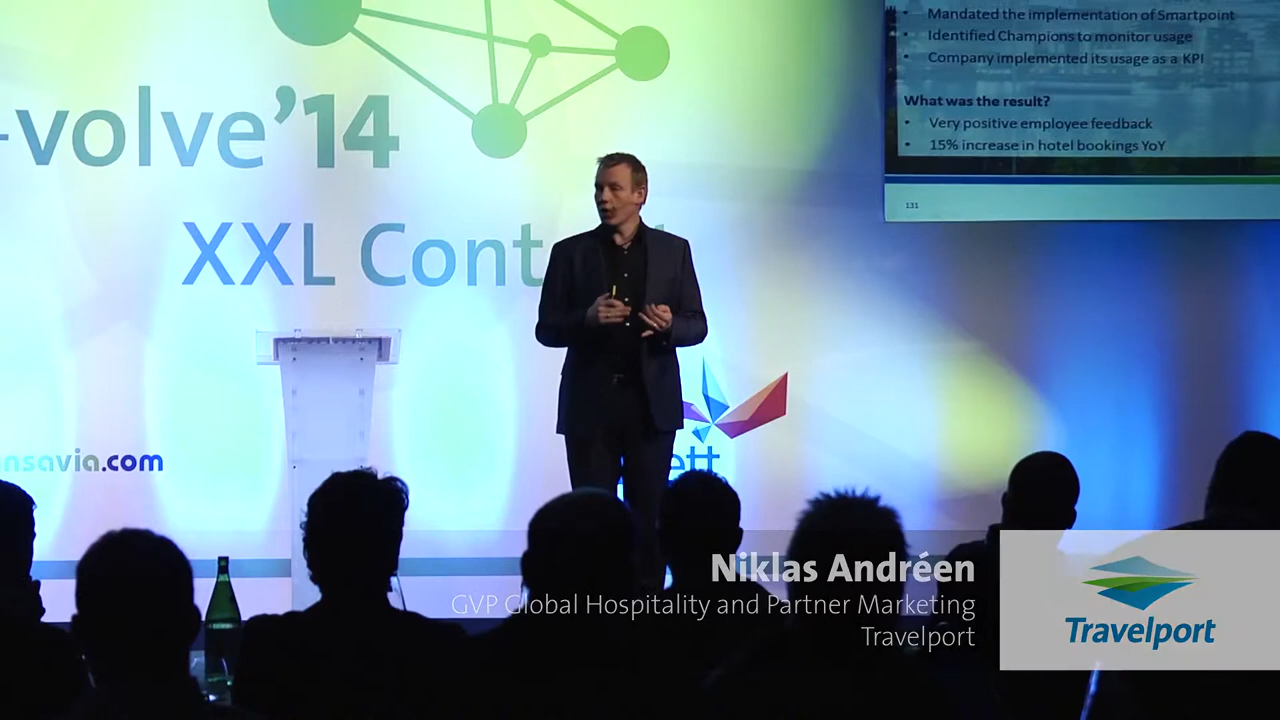 -volve'14
XXL Cont
.com
• Mandated the implementation of Smartpoint
• Identified Champions to monitor usage
• Company implemented its usage as a KPI
What was the result?
• Very positive employee feedback
• 15% increase in hotel bookings YoY
131
nsavia.com
ett
Niklas Andréen
GVP Global Hospitality and Partner Marketing
Travelport
Travelport